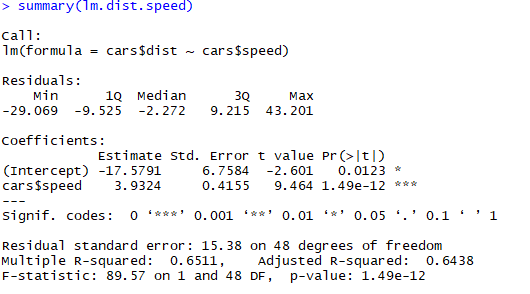 > summary(lm.dist.speed)
Call:
lm(formula = cars$dist ~ cars$speed)
Residuals:
    Min      1Q  Median      3Q     Max
-29.069  -9.525  -2.272   9.215  43.201
Coefficients:
            Estimate Std. Error t value Pr(>|t|)
(Intercept) -17.5791     6.7584  -2.601   0.0123 *
cars$speed    3.9324     0.4155   9.464 1.49e-12 ***
---
Signif. codes:  0 ‘***’ 0.001 ‘**’ 0.01 ‘*’ 0.05 ‘.’ 0.1 ‘ ’ 1
Residual standard error: 15.38 on 48 degrees of freedom
Multiple R-squared:  0.6511,    Adjusted R-squared:  0.6438
F-statistic: 89.57 on 1 and 48 DF,  p-value: 1.49e-12